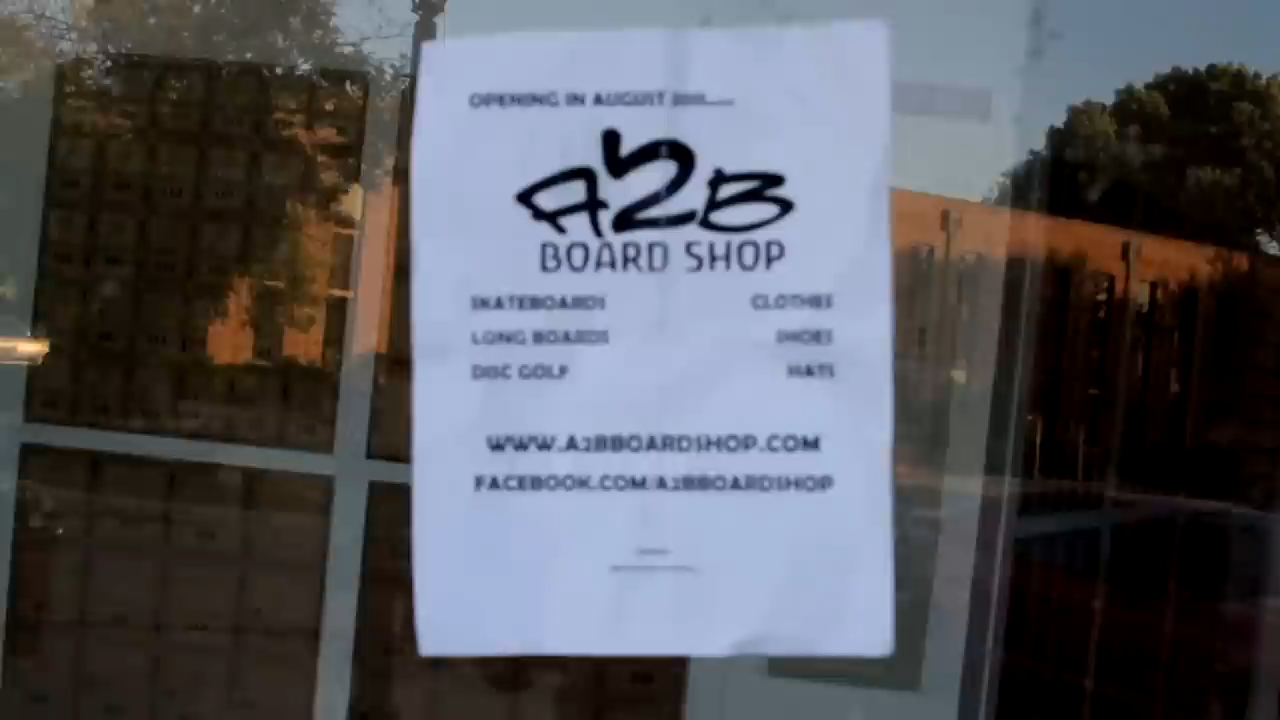 OPENING IN AUGUST
A2B
BOARD SHOP
SKATEBOARDS CLOTHES
LONG BOARDS SHOES
DISC GOLF HATS
WWW.A2BBOARDSHOP.COM
FACEBOOK.COM/A2BBOARDSHOP